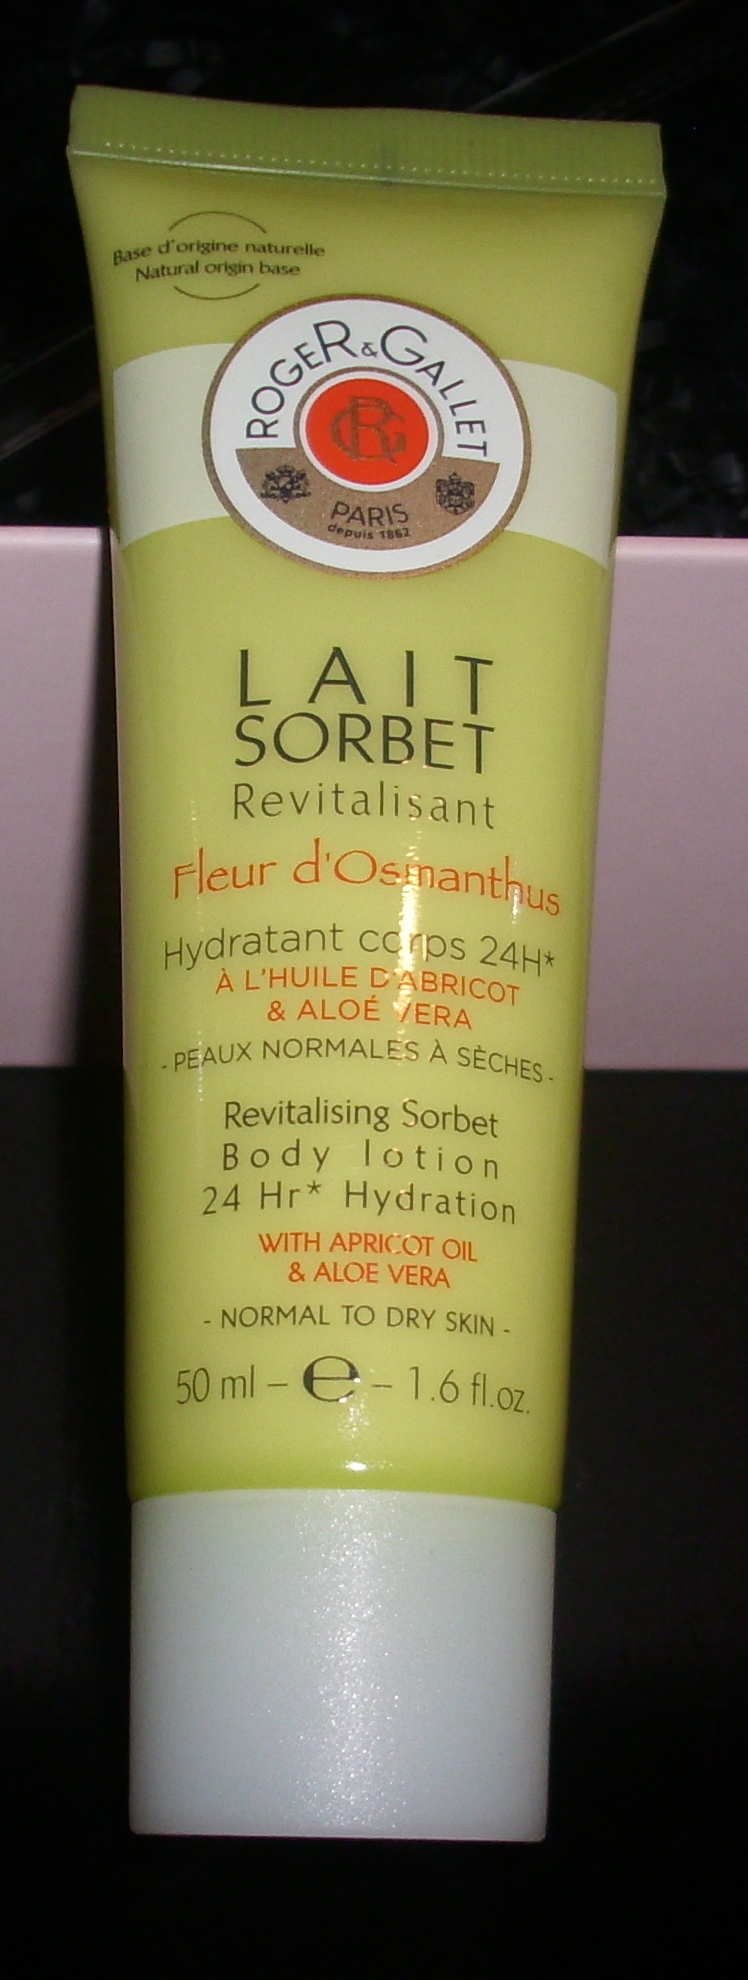 Base d'origine naturelle
Natural origin base
ROGER & GALLET
RG
PARIS
depuis 1862
LAIT
SORBET
Revitalisant
Fleur d'Osmanthus
Hydratant corps 24H*
À L'HUILE D'ABRICOT
& ALOÉ VERA
- PEAUX NORMALES À SÈCHES -
Revitalising Sorbet
Body lotion
24 Hr* Hydration
WITH APRICOT OIL
& ALOE VERA
- NORMAL TO DRY SKIN -
50 ml – e – 1.6 fl.oz.